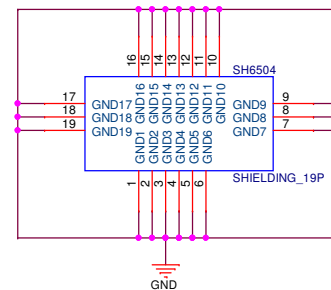 16 15 14 13 12 11 10
SH6504
GND16 GND15 GND14 GND13 GND12 GND11 GND10
17 GND17 GND9 9
18 GND18 GND8 8
19 GND19 GND7 7
GND1 GND2 GND3 GND4 GND5 GND6
SHIELDING_19P
1 2 3 4 5 6
GND